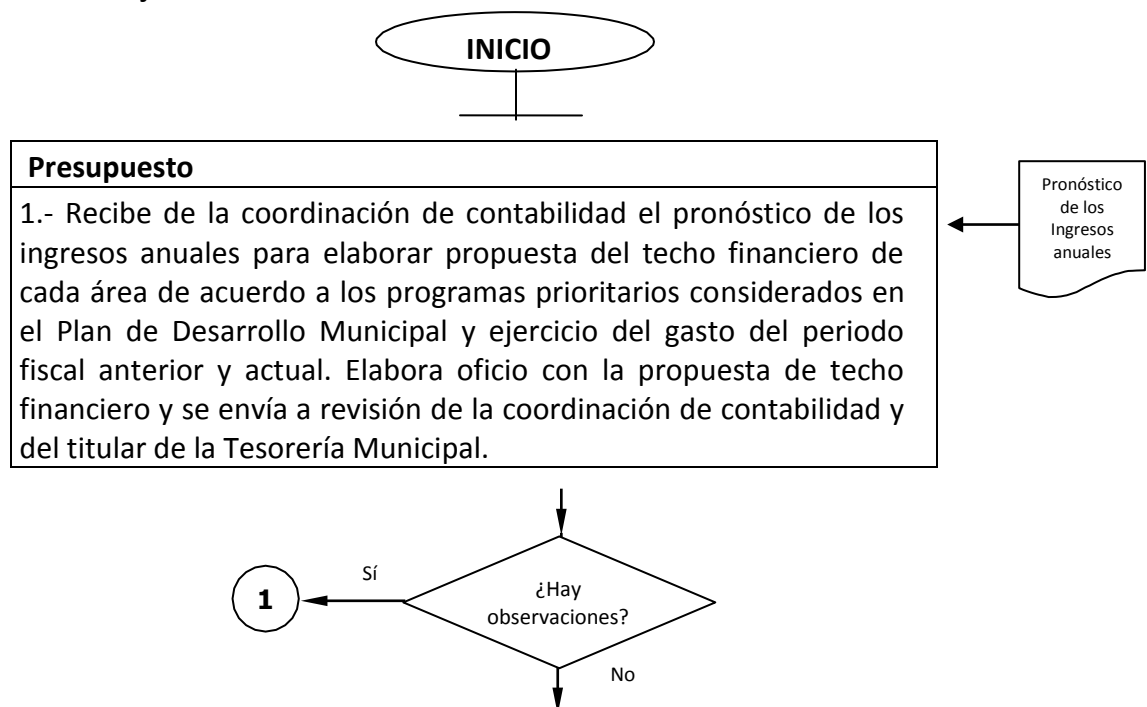 INICIO
Presupuesto
1.- Recibe de la coordinación de contabilidad el pronóstico de los
ingresos anuales para elaborar propuesta del techo financiero de
cada área de acuerdo a los programas prioritarios considerados en
el Plan de Desarrollo Municipal y ejercicio del gasto del periodo
fiscal anterior y actual. Elabora oficio con la propuesta de techo
financiero y se envía a revisión de la coordinación de contabilidad y
del titular de la Tesorería Municipal.
Pronóstico
de los
Ingresos
anuales
Sí
1
¿Hay
observaciones?
No